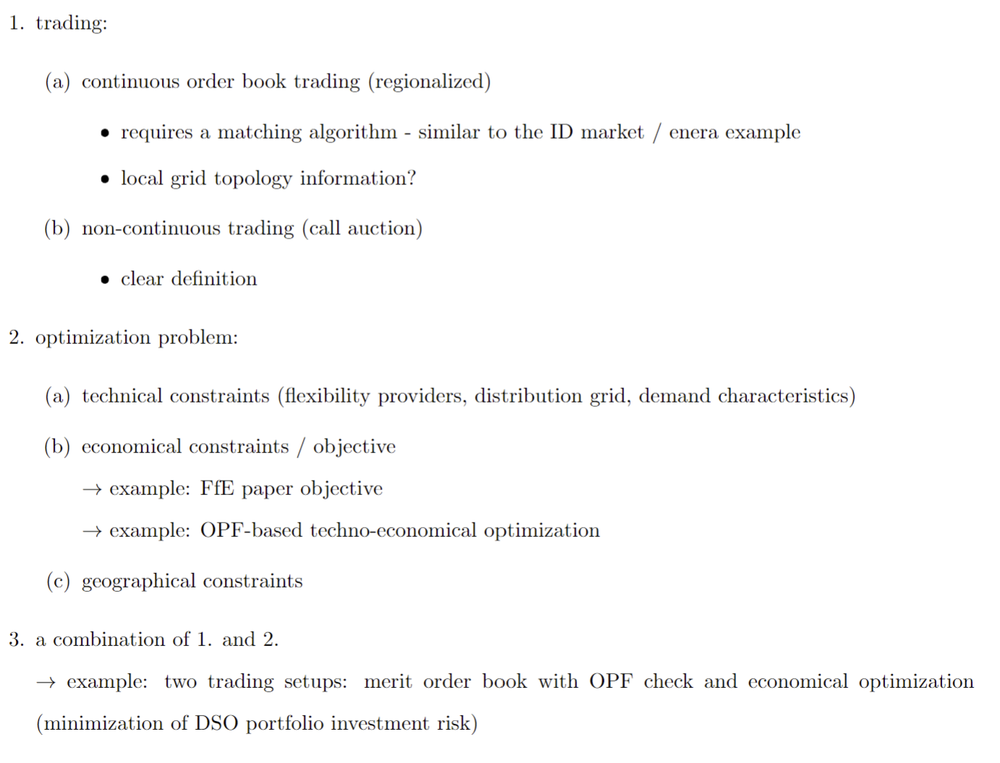 1. trading:
(a) continuous order book trading (regionalized)
• requires a matching algorithm - similar to the ID market / enera example
• local grid topology information?
(b) non-continuous trading (call auction)
• clear definition
2. optimization problem:
(a) technical constraints (flexibility providers, distribution grid, demand characteristics)
(b) economical constraints / objective
→ example: FfE paper objective
→ example: OPF-based techno-economical optimization
(c) geographical constraints
3. a combination of 1. and 2.
→ example: two trading setups: merit order book with OPF check and economical optimization
(minimization of DSO portfolio investment risk)